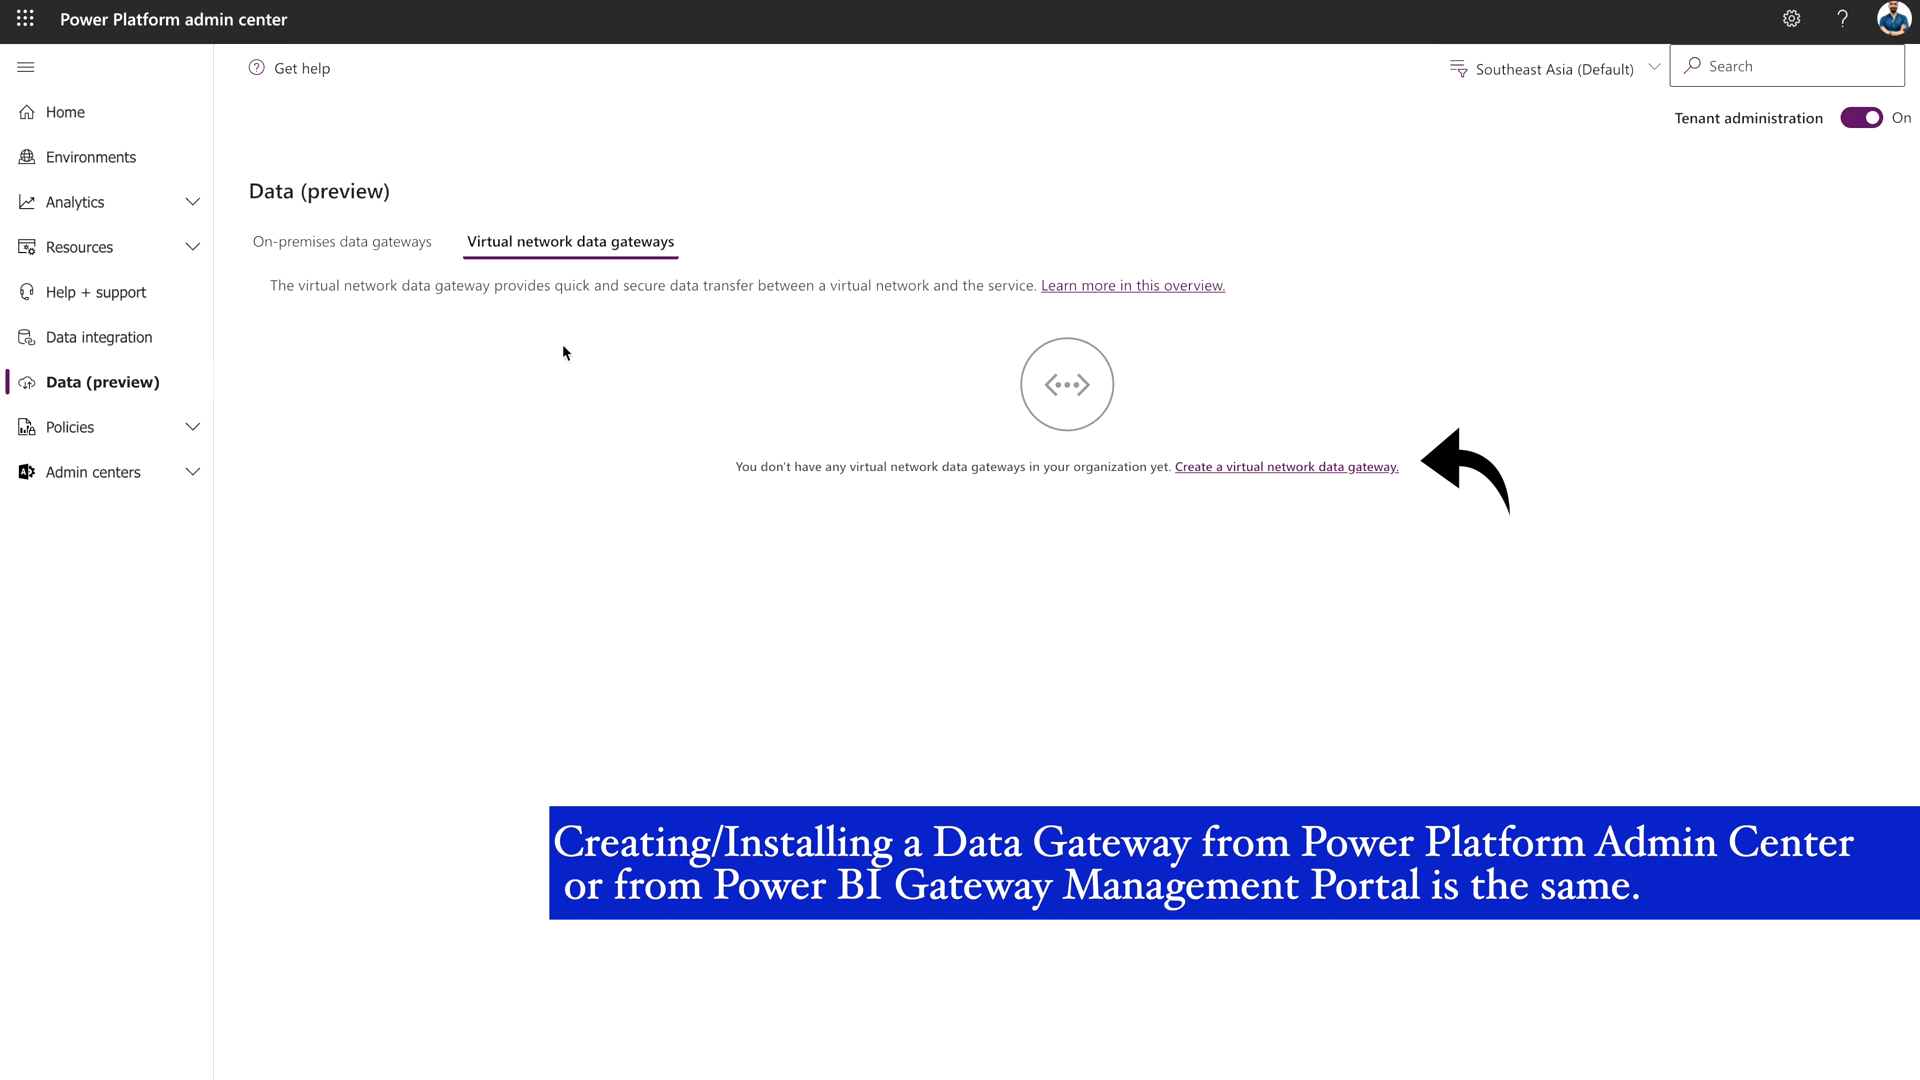 Power Platform admin center
Get help
Southeast Asia (Default)
Search
Tenant administration
On
Home
Environments
Analytics
Resources
Help + support
Data integration
Data (preview)
Policies
Admin centers
Data (preview)
On-premises data gateways
Virtual network data gateways
The virtual network data gateway provides quick and secure data transfer between a virtual network and the service. Learn more in this overview.
You don't have any virtual network data gateways in your organization yet. Create a virtual network data gateway.
Creating/Installing a Data Gateway from Power Platform Admin Center
or from Power BI Gateway Management Portal is the same.